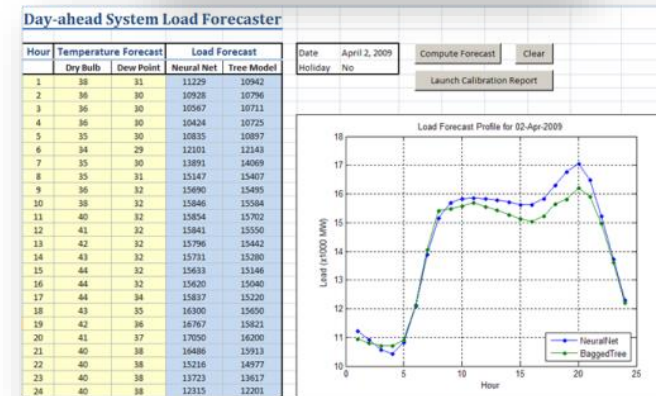 Day-ahead System Load Forecaster
Hour Temperature Forecast Load Forecast
Dry Bulb Dew Point Neural Net Tree Model
1 38 31 11229 10942
2 36 30 10928 10796
3 36 30 10567 10711
4 36 30 10424 10725
5 35 30 10835 10897
6 34 29 12101 12143
7 35 30 13891 14069
8 35 31 15147 15407
9 36 32 15690 15495
10 38 32 15846 15584
11 40 32 15854 15702
12 41 32 15841 15550
13 42 32 15796 15442
14 43 32 15731 15280
15 44 32 15633 15146
16 44 32 15620 15040
17 44 34 15837 15220
18 43 35 16300 15650
19 42 36 16767 15821
20 41 37 17050 16200
21 40 38 16486 15913
22 40 38 15216 14977
23 40 38 13723 13617
24 40 38 12315 12201
Date April 2, 2009
Holiday No
Compute Forecast Clear
Launch Calibration Report
Load Forecast Profile for 02-Apr-2009
Load (x1000 MW)
18
17
16
15
14
13
12
11
10
0 5 10 15 20 25
Hour
NeuralNet
BaggedTree